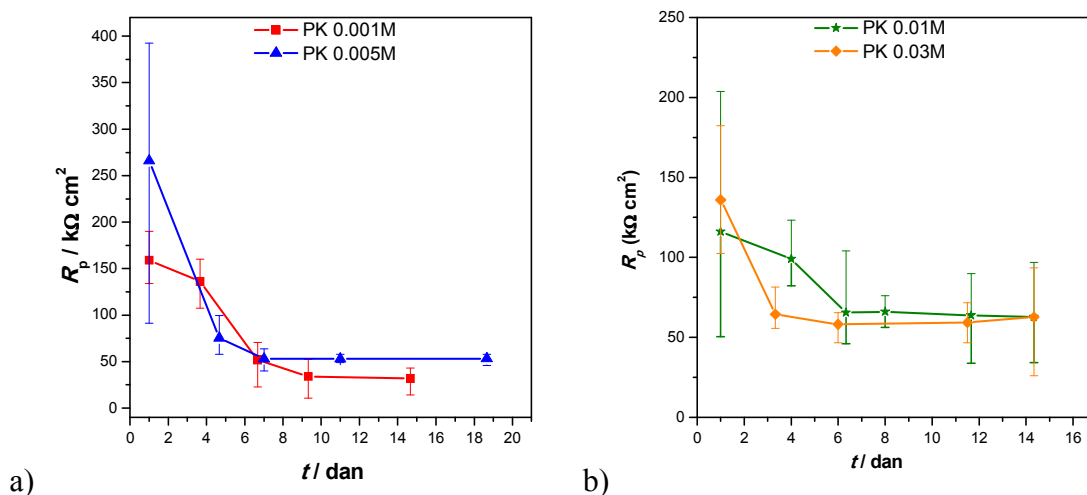 PK 0.001M
PK 0.005M
400
350
300
250
200
150
100
50
0
0 2 4 6 8 10 12 14 16 18 20
R_p / kΩ cm²
t / dan
a)
PK 0.01M
PK 0.03M
250
200
150
100
50
0
0 2 4 6 8 10 12 14 16
R_p (kΩ cm²)
t / dan
b)